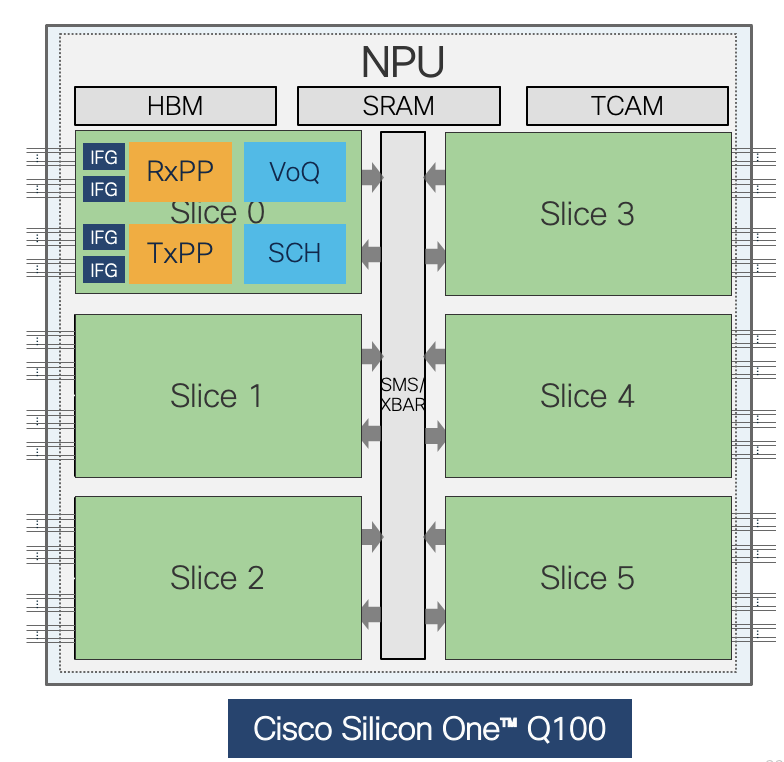 NPU
HBM
SRAM
TCAM
IFG
RxPP
VoQ
IFG
Slice 0
IFG
TxPP
SCH
IFG
Slice 3
Slice 1
SMS/
XBAR
Slice 4
Slice 2
Slice 5
Cisco Silicon One™ Q100